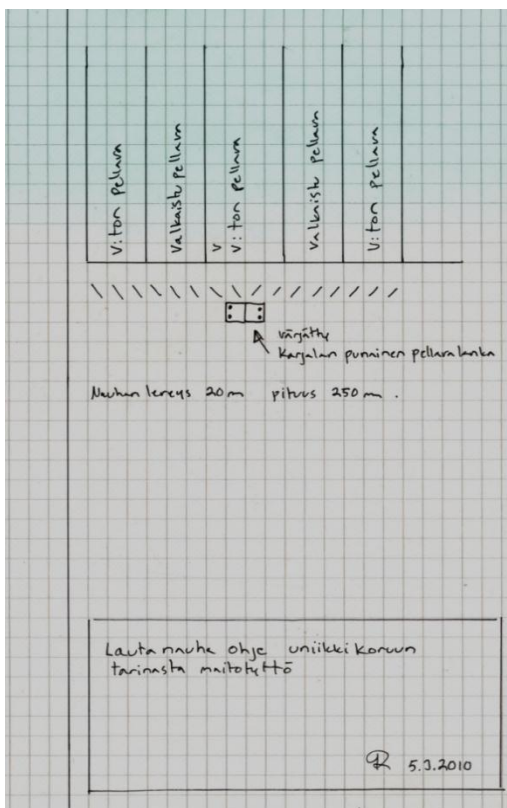 V:ton pellava
Valkaistu pellava
V
V:ton pellava
Valkaistu pellava
V:ton pellava
värjätty
Karjalan punainen pellavalanka
Nauhan leveys 20 m pituus 250 m.
Lautanauha ohje uniikki koruun
tarinasta maitotyttö
5.3.2010